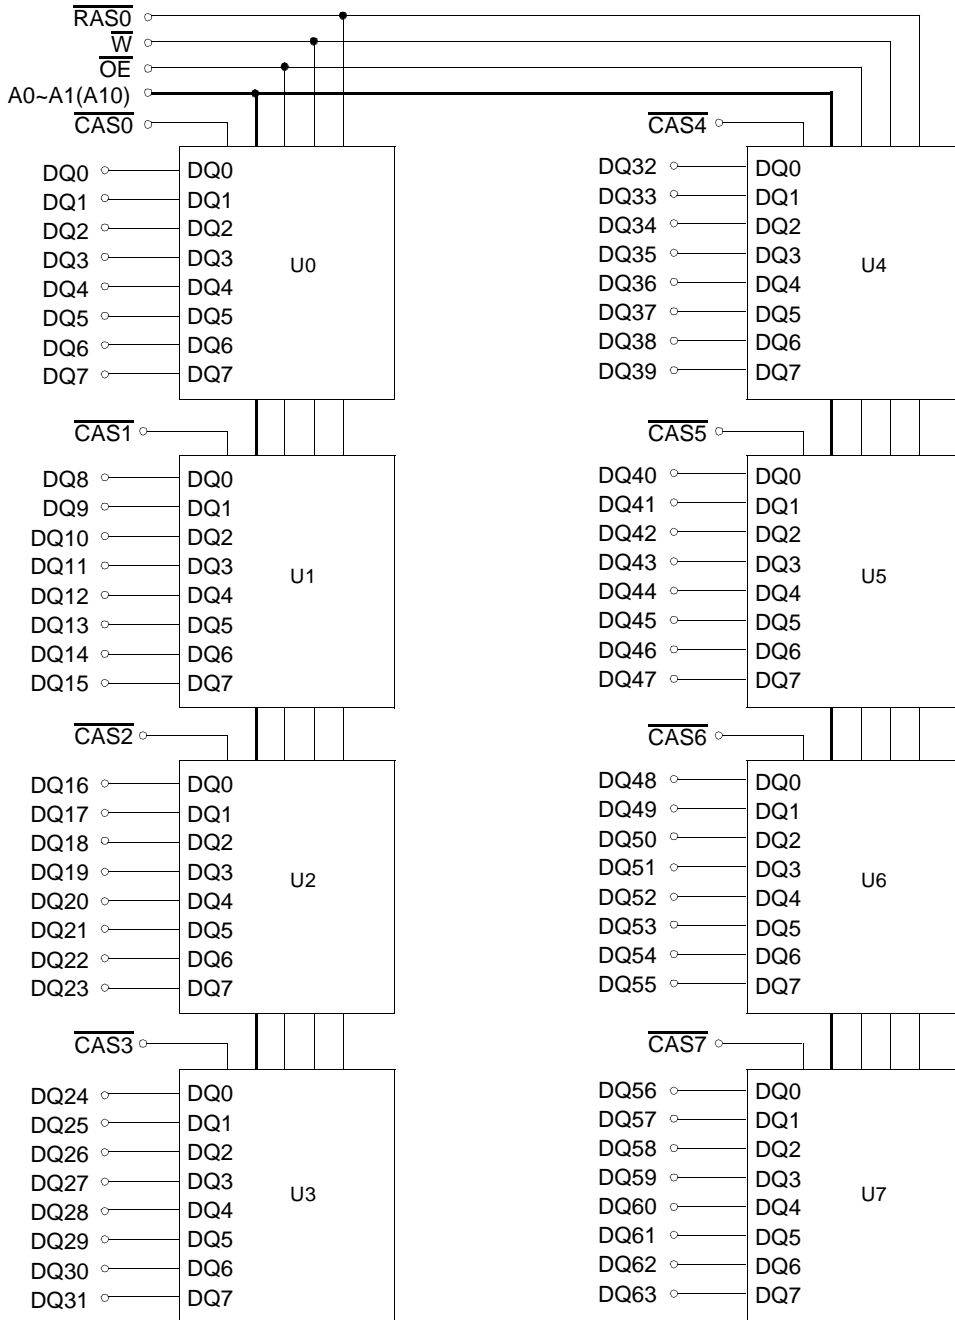 RAS0
W
OE
A0~A1(A10)
CAS0
DQ0 DQ0
DQ1 DQ1
DQ2 DQ2
DQ3 DQ3
DQ4 DQ4
DQ5 DQ5
DQ6 DQ6
DQ7 DQ7
U0
CAS1
DQ8 DQ0
DQ9 DQ1
DQ10 DQ2
DQ11 DQ3
DQ12 DQ4
DQ13 DQ5
DQ14 DQ6
DQ15 DQ7
U1
CAS2
DQ16 DQ0
DQ17 DQ1
DQ18 DQ2
DQ19 DQ3
DQ20 DQ4
DQ21 DQ5
DQ22 DQ6
DQ23 DQ7
U2
CAS3
DQ24 DQ0
DQ25 DQ1
DQ26 DQ2
DQ27 DQ3
DQ28 DQ4
DQ29 DQ5
DQ30 DQ6
DQ31 DQ7
U3
CAS4
DQ32 DQ0
DQ33 DQ1
DQ34 DQ2
DQ35 DQ3
DQ36 DQ4
DQ37 DQ5
DQ38 DQ6
DQ39 DQ7
U4
CAS5
DQ40 DQ0
DQ41 DQ1
DQ42 DQ2
DQ43 DQ3
DQ44 DQ4
DQ45 DQ5
DQ46 DQ6
DQ47 DQ7
U5
CAS6
DQ48 DQ0
DQ49 DQ1
DQ50 DQ2
DQ51 DQ3
DQ52 DQ4
DQ53 DQ5
DQ54 DQ6
DQ55 DQ7
U6
CAS7
DQ56 DQ0
DQ57 DQ1
DQ58 DQ2
DQ59 DQ3
DQ60 DQ4
DQ61 DQ5
DQ62 DQ6
DQ63 DQ7
U7